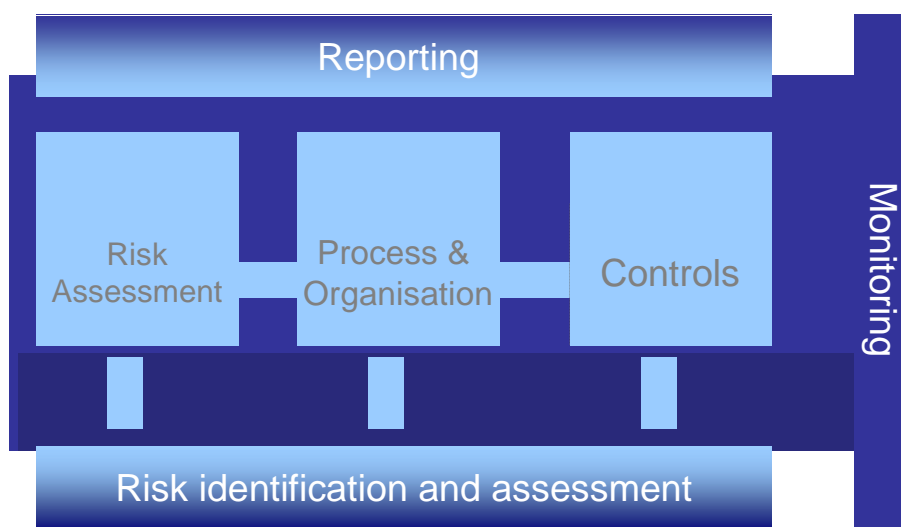 Reporting
Risk
Assessment
Process &
Organisation
Controls
Monitoring
Risk identification and assessment